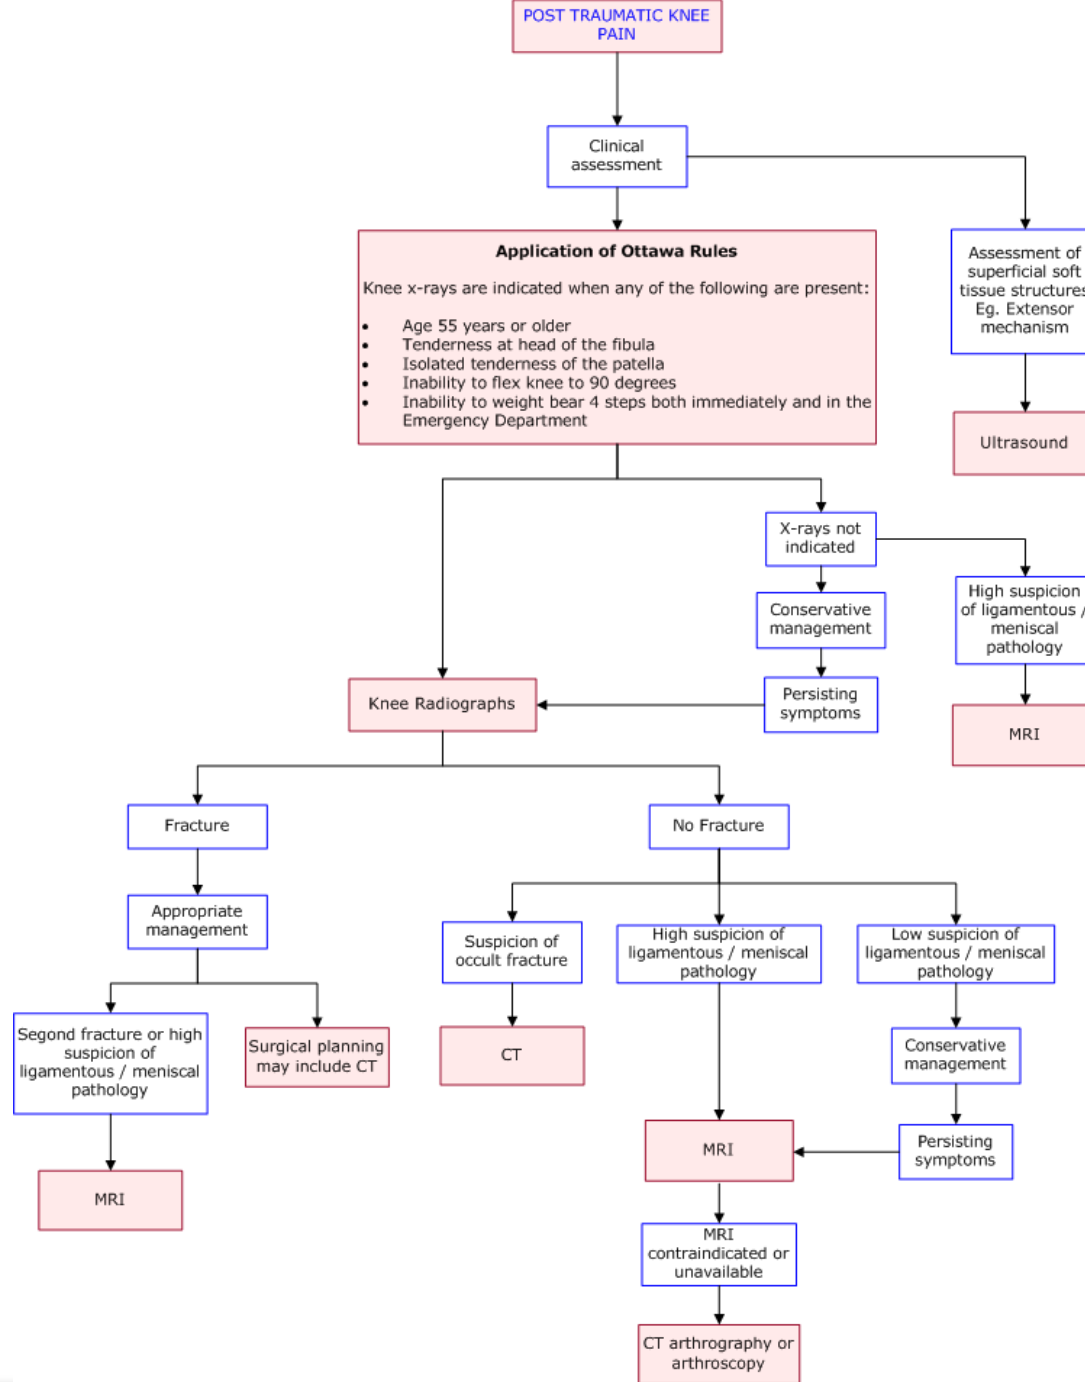 POST TRAUMATIC KNEE
PAIN
Clinical
assessment
Application of Ottawa Rules
Knee x-rays are indicated when any of the following are present:
• Age 55 years or older
• Tenderness at head of the fibula
• Isolated tenderness of the patella
• Inability to flex knee to 90 degrees
• Inability to weight bear 4 steps both immediately and in the
Emergency Department
Assessment of
superficial soft
tissue structures
Eg. Extensor
mechanism
Ultrasound
X-rays not
indicated
Conservative
management
Persisting
symptoms
High suspicion
of ligamentous /
meniscal
pathology
MRI
Knee Radiographs
Fracture
No Fracture
Appropriate
management
Segond fracture or high
suspicion of
ligamentous / meniscal
pathology
Surgical planning
may include CT
MRI
Suspicion of
occult fracture
CT
High suspicion of
ligamentous / meniscal
pathology
Low suspicion of
ligamentous / meniscal
pathology
Conservative
management
Persisting
symptoms
MRI
MRI
contraindicated or
unavailable
CT arthrography or
arthroscopy